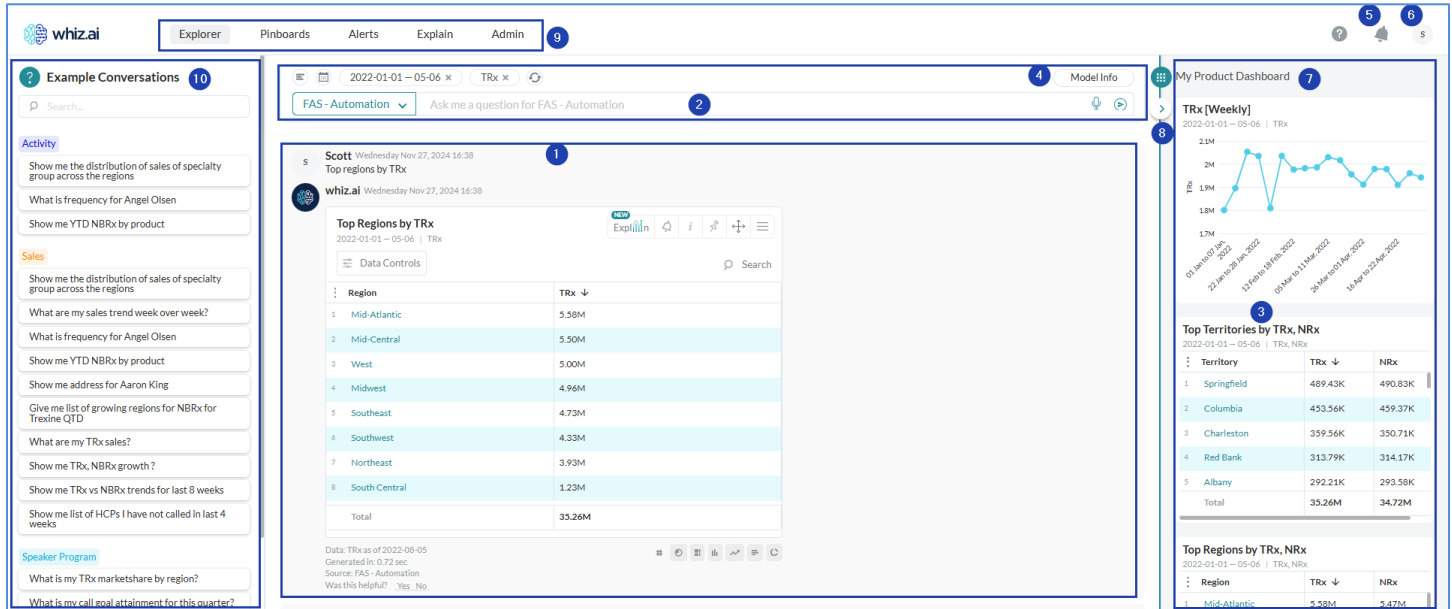 whiz.ai
Explorer Pinboards Alerts Explain Admin
9
5
6
?
S
? Example Conversations 10
Search...
Activity
Show me the distribution of sales of specialty
group across the regions
What is frequency for Angel Olsen
Show me YTD NBRx by product
Sales
Show me the distribution of sales of specialty
group across the regions
What are my sales trend week over week?
What is frequency for Angel Olsen
Show me YTD NBRx by product
Show me address for Aaron King
Give me list of growing regions for NBRx for
Trexine QTD
What are my TRx sales?
Show me TRx, NBRx growth ?
Show me TRx vs NBRx trends for last 8 weeks
Show me list of HCPs I have not called in last 4
weeks
Speaker Program
What is my TRx marketshare by region?
What is my call goal attainment for this quarter?
2022-01-01 — 05-06 × TRx ×
4 Model Info
FAS - Automation Ask me a question for FAS - Automation 2
1
S Scott Wednesday Nov 27, 2024 16:38
Top regions by TRx
whiz.ai Wednesday Nov 27, 2024 16:38
Top Regions by TRx
2022-01-01 — 05-06 | TRx
NEW
Explain i
Data Controls Search
Region TRx ↓
1 Mid-Atlantic 5.58M
2 Mid-Central 5.50M
3 West 5.00M
4 Midwest 4.96M
5 Southeast 4.73M
6 Southwest 4.33M
7 Northeast 3.93M
8 South Central 1.23M
Total 35.26M
Data: TRx as of 2022-08-05
Generated in: 0.72 sec
Source: FAS - Automation
Was this helpful? Yes No
8
My Product Dashboard 7
TRx [Weekly]
2022-01-01 — 05-06 | TRx
2.1M
2M
1.9M
1.8M
1.7M
TRx
01 Jan to 07 Jan,
2022
22 Jan to 28 Jan, 2022
12 Feb to 18 Feb, 2022
05 Mar to 11 Mar, 2022
26 Mar to 01 Apr, 2022
16 Apr to 22 Apr, 2022
3
Top Territories by TRx, NRx
2022-01-01 — 05-06 | TRx, NRx
Territory TRx ↓ NRx
1 Springfield 489.43K 490.83K
2 Columbia 453.56K 459.37K
3 Charleston 359.56K 350.71K
4 Red Bank 313.79K 314.17K
5 Albany 292.21K 293.58K
Total 35.26M 34.72M
Top Regions by TRx, NRx
2022-01-01 — 05-06 | TRx, NRx
Region TRx ↓ NRx
1 Mid-Atlantic 5.58M 5.47M